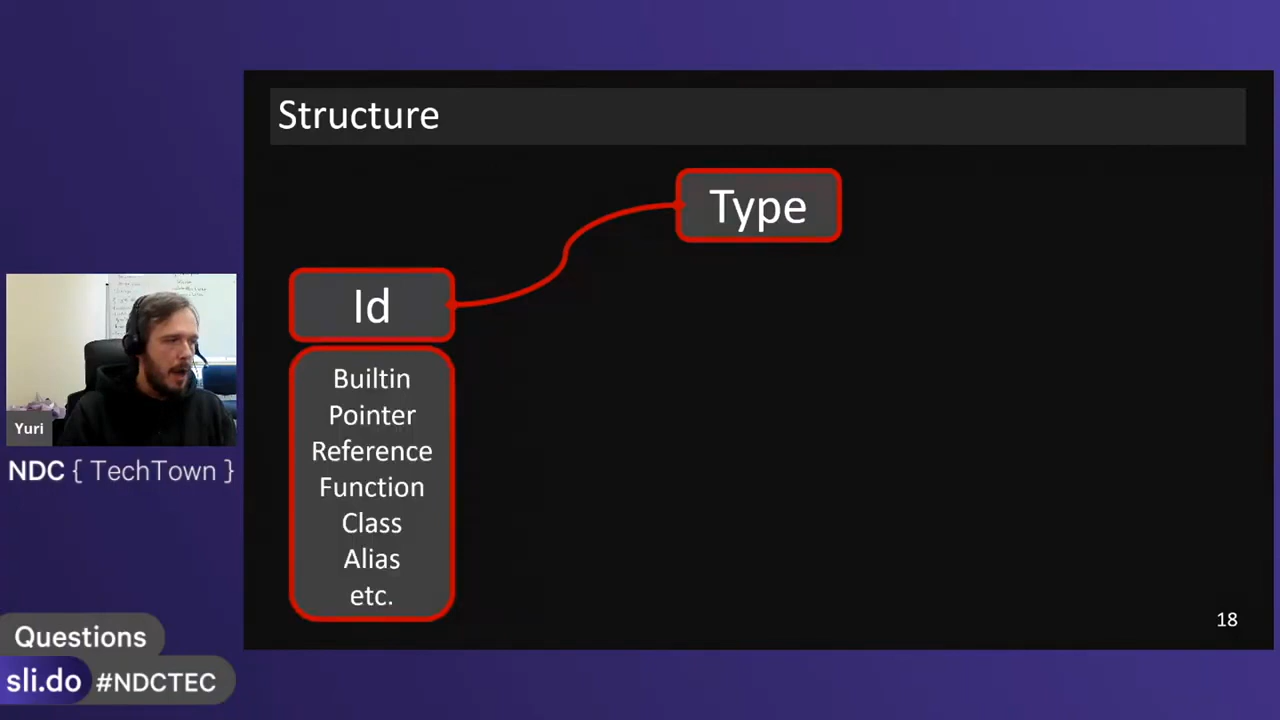 Structure
Type
Id
Builtin
Pointer
Reference
Function
Class
Alias
etc.
18
Yuri
NDC { TechTown }
Questions
sli.do #NDCTEC